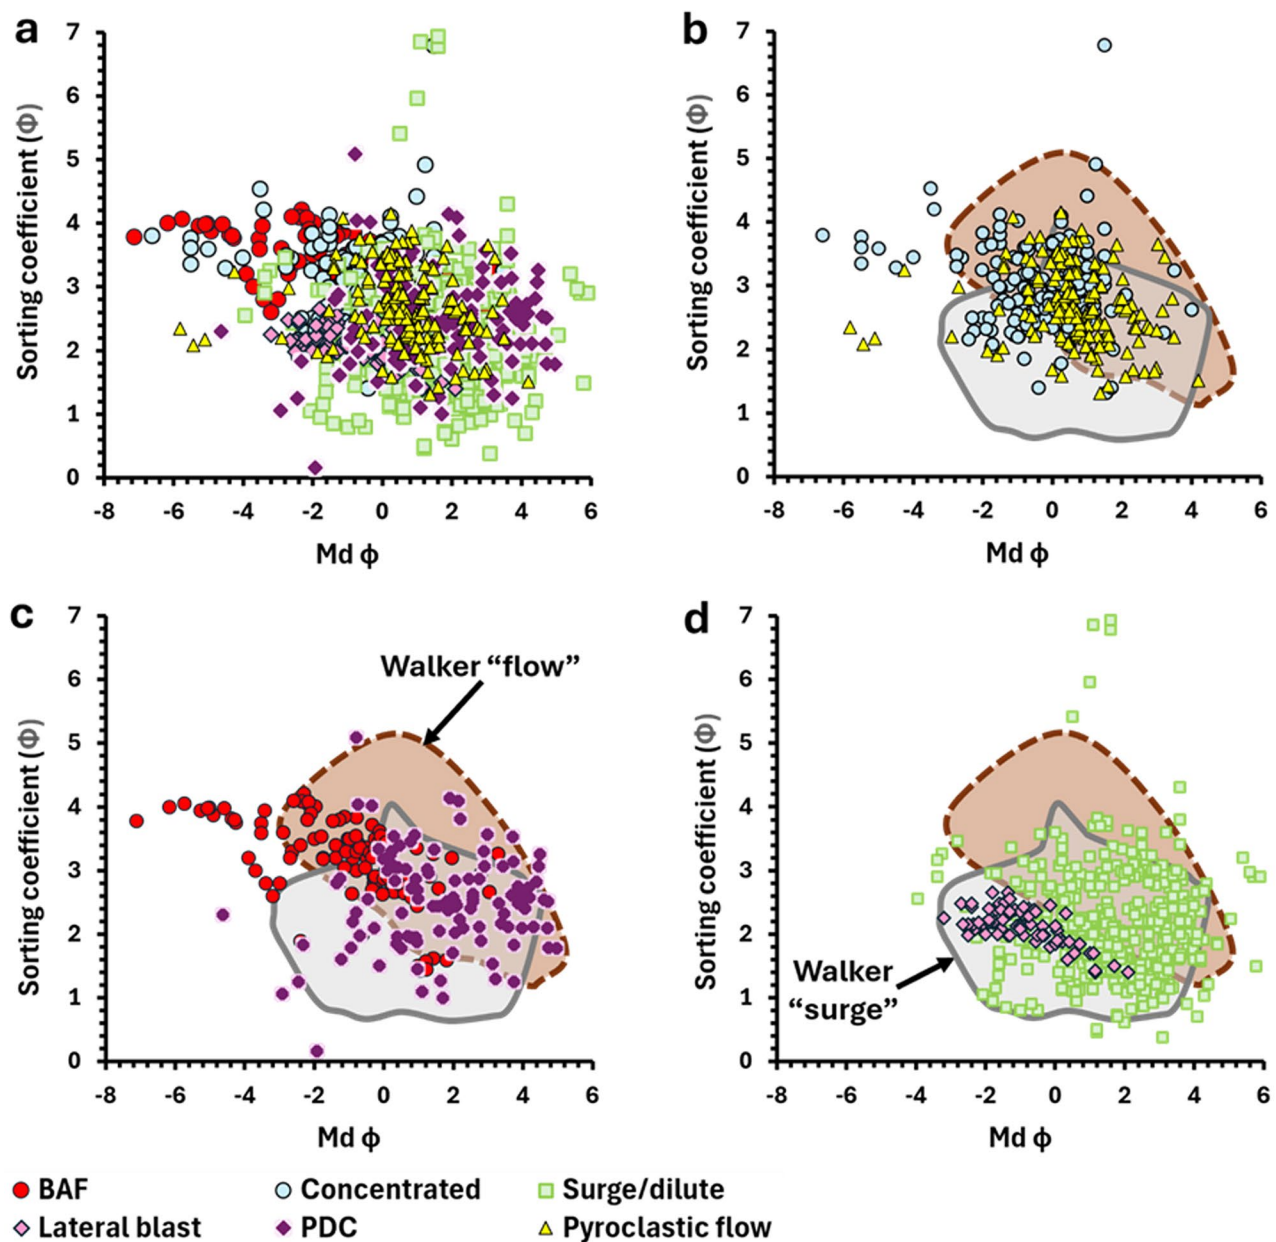 a
7
6
5
4
3
2
1
0
Sorting coefficient (Φ)
-8 -6 -4 -2 0 2 4 6
Md ϕ
b
7
6
5
4
3
2
1
0
Sorting coefficient (Φ)
-8 -6 -4 -2 0 2 4 6
Md ϕ
c
7
6
5
4
3
2
1
0
Sorting coefficient (Φ)
Walker “flow”
-8 -6 -4 -2 0 2 4 6
Md ϕ
d
7
6
5
4
3
2
1
0
Sorting coefficient (Φ)
Walker
“surge”
-8 -6 -4 -2 0 2 4 6
Md ϕ
BAF Concentrated Surge/dilute
Lateral blast PDC Pyroclastic flow